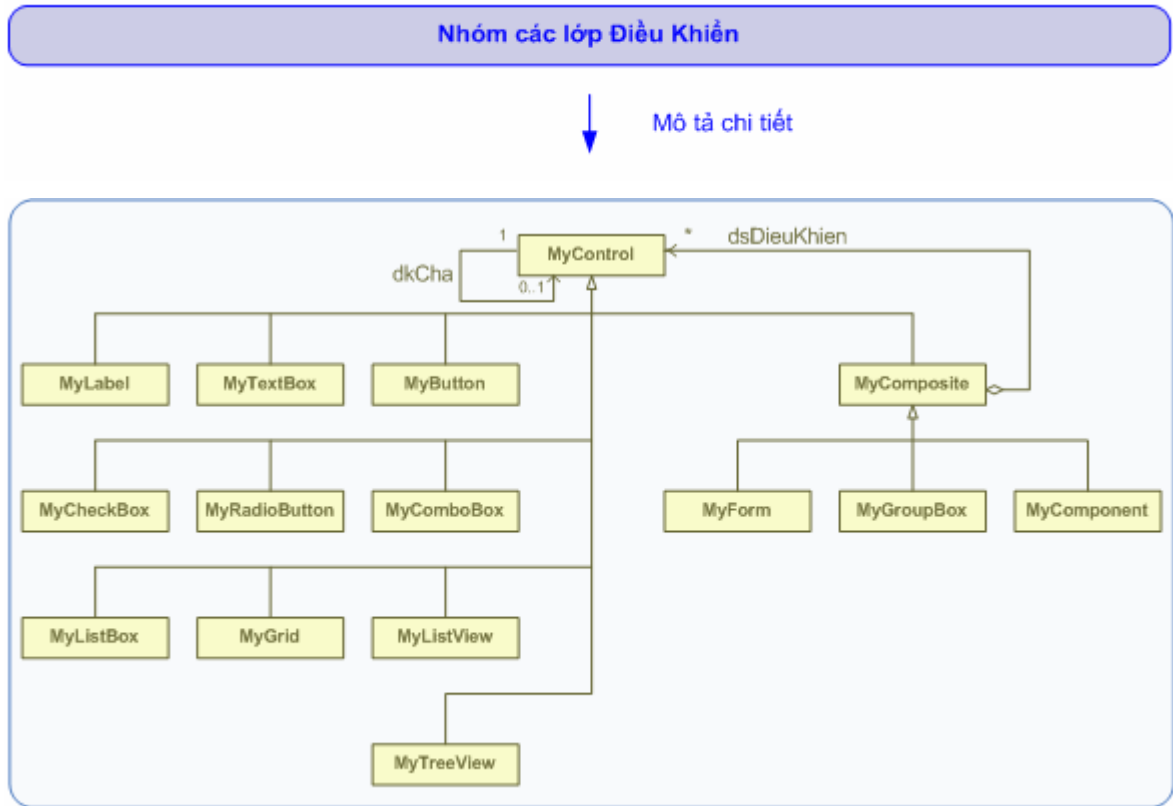 Nhóm các lớp Điều Khiển
Mô tả chi tiết
1
MyControl
*
dsDieuKhien
dkCha
0..1
MyLabel
MyTextBox
MyButton
MyComposite
MyCheckBox
MyRadioButton
MyComboBox
MyForm
MyGroupBox
MyComponent
MyListBox
MyGrid
MyListView
MyTreeView